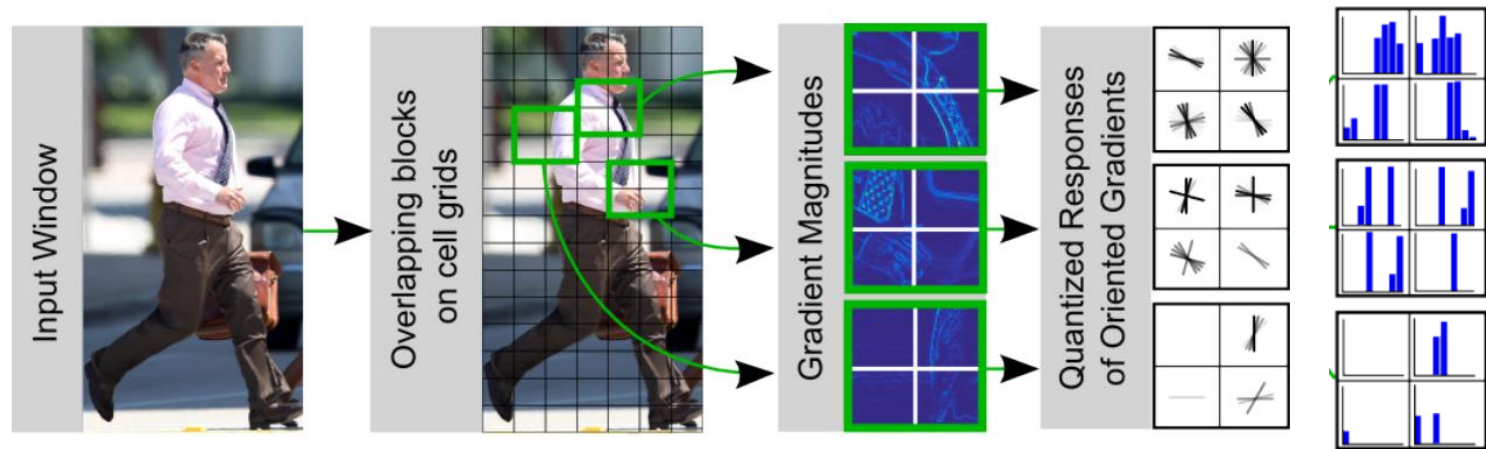 Input Window
Overlapping blocks
on cell grids
Gradient Magnitudes
Quantized Responses
of Oriented Gradients